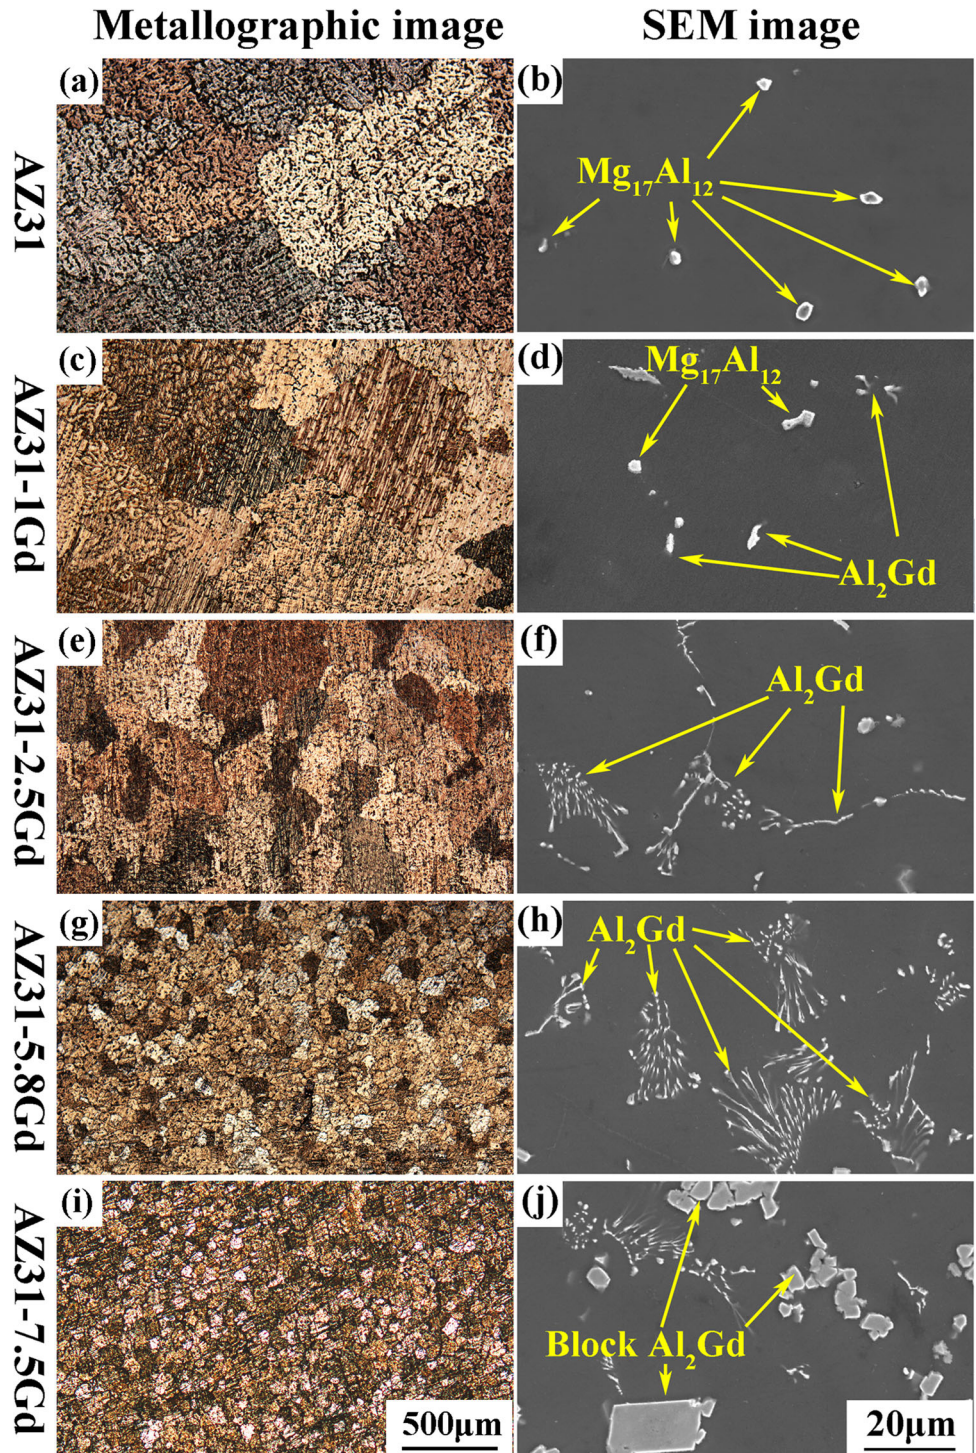 Metallographic image SEM image
AZ31
(a)
(b)
Mg₁₇Al₁₂
AZ31-1Gd
(c)
(d)
Mg₁₇Al₁₂
Al₂Gd
AZ31-2.5Gd
(e)
(f)
Al₂Gd
AZ31-5.8Gd
(g)
(h)
Al₂Gd
AZ31-7.5Gd
(i)
(j)
Block Al₂Gd
500μm
20μm